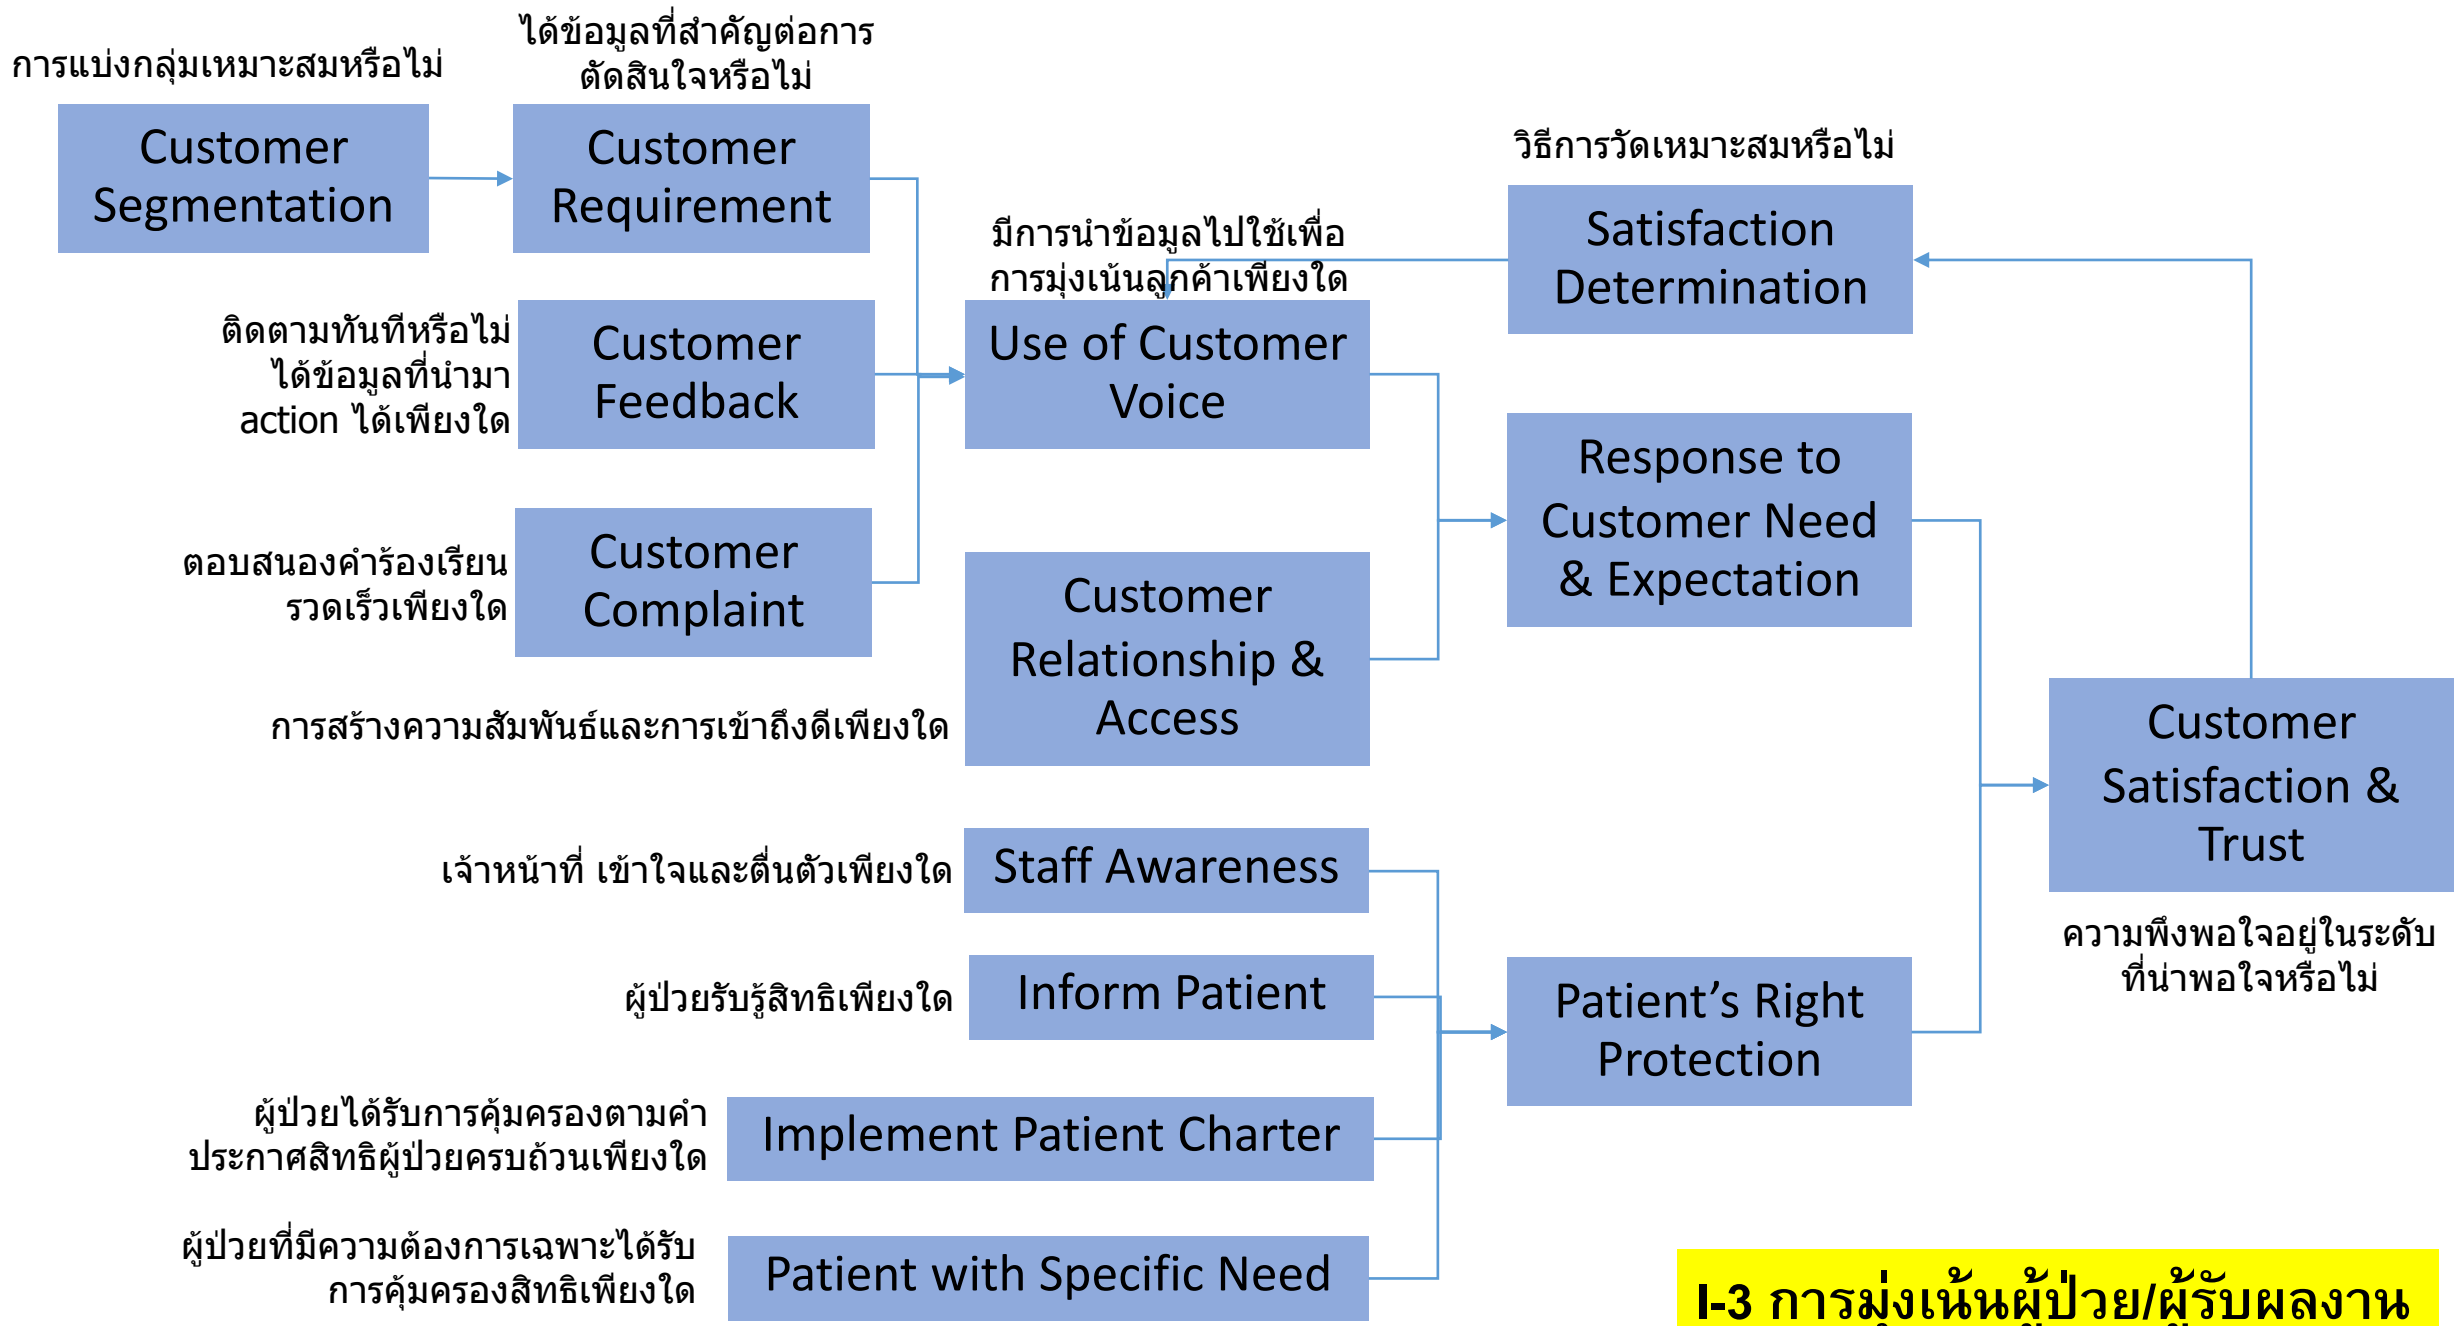 การแบ่งกลุ่มเหมาะสมหรือไม่
Customer
Segmentation
ได้ข้อมูลที่สำคัญต่อการ
ตัดสินใจหรือไม่
Customer
Requirement
ติดตามทันทีหรือไม่
ได้ข้อมูลที่นำมา
action ได้เพียงใด
Customer
Feedback
ตอบสนองคำร้องเรียน
รวดเร็วเพียงใด
Customer
Complaint
มีการนำข้อมูลไปใช้เพื่อ
การมุ่งเน้นลูกค้าเพียงใด
Use of Customer
Voice
การสร้างความสัมพันธ์และการเข้าถึงดีเพียงใด
Customer
Relationship &
Access
วิธีการวัดเหมาะสมหรือไม่
Satisfaction
Determination
Response to
Customer Need
& Expectation
เจ้าหน้าที่ เข้าใจและตื่นตัวเพียงใด
Staff Awareness
ผู้ป่วยรับรู้สิทธิเพียงใด
Inform Patient
ผู้ป่วยได้รับการคุ้มครองตามคำ
ประกาศสิทธิผู้ป่วยครบถ้วนเพียงใด
Implement Patient Charter
ผู้ป่วยที่มีความต้องการเฉพาะได้รับ
การคุ้มครองสิทธิเพียงใด
Patient with Specific Need
Patient’s Right
Protection
Customer
Satisfaction &
Trust
ความพึงพอใจอยู่ในระดับ
ที่น่าพอใจหรือไม่
I-3 การมุ่งเน้นผู้ป่วย/ผู้รับผลงาน